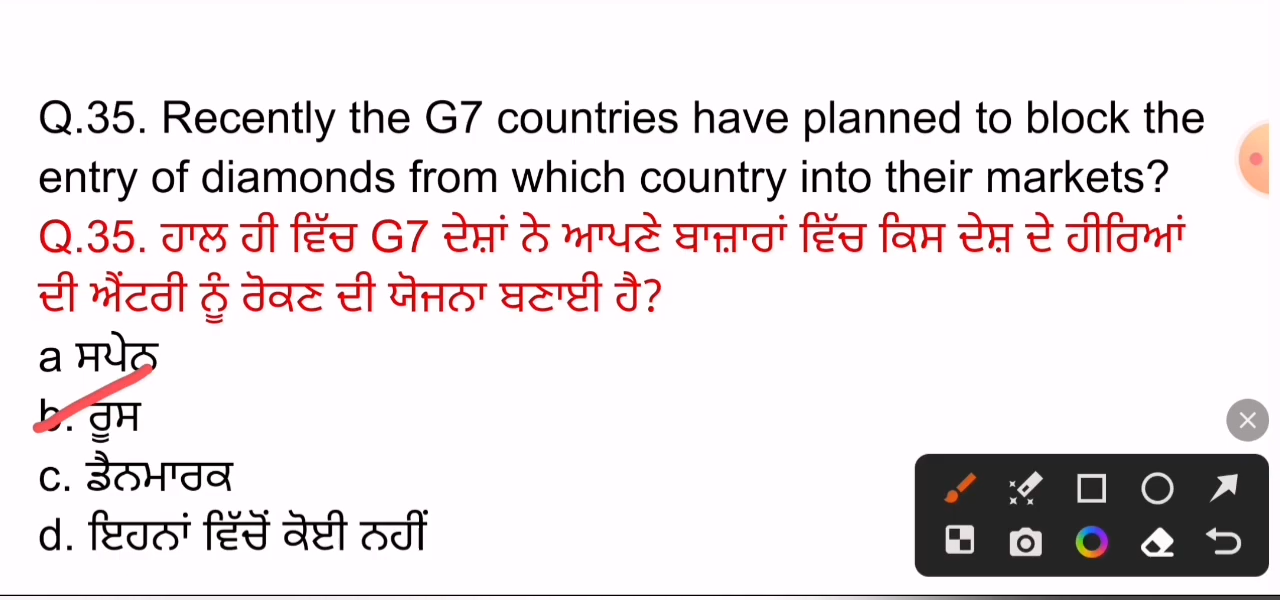 Q.35. Recently the G7 countries have planned to block the
entry of diamonds from which country into their markets?
Q.35. ਹਾਲ ਹੀ ਵਿੱਚ G7 ਦੇਸ਼ਾਂ ਨੇ ਆਪਣੇ ਬਾਜ਼ਾਰਾਂ ਵਿੱਚ ਕਿਸ ਦੇਸ਼ ਦੇ ਹੀਰਿਆਂ
ਦੀ ਐਂਟਰੀ ਨੂੰ ਰੋਕਣ ਦੀ ਯੋਜਨਾ ਬਣਾਈ ਹੈ?
a ਸਪੇਨ
b. ਰੂਸ
c. ਡੈਨਮਾਰਕ
d. ਇਹਨਾਂ ਵਿੱਚੋਂ ਕੋਈ ਨਹੀਂ